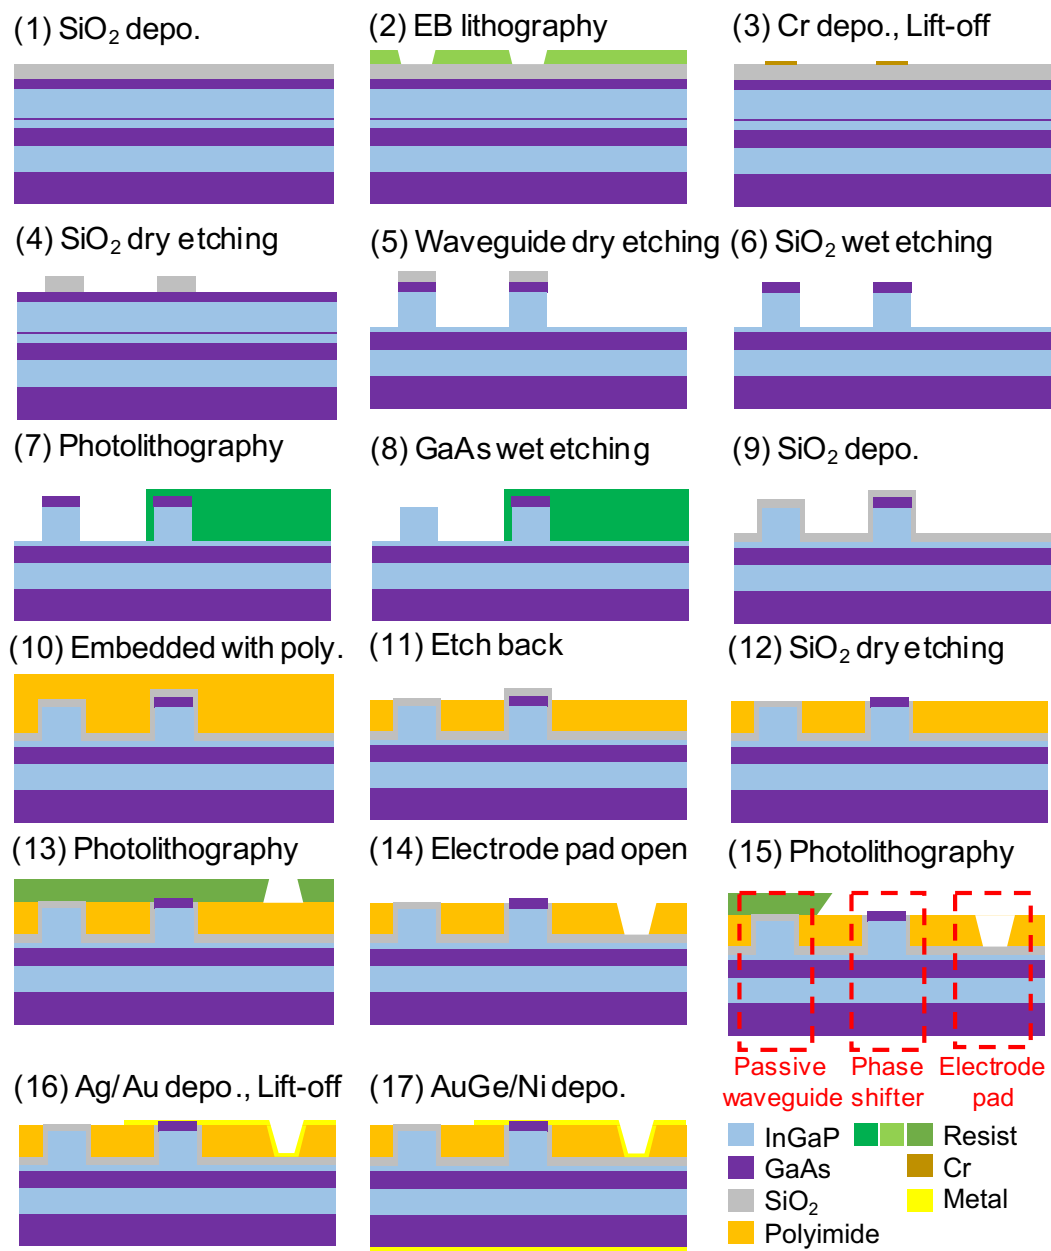 (1) SiO₂ depo.
(2) EB lithography
(3) Cr depo., Lift-off
(4) SiO₂ dry etching
(5) Waveguide dry etching
(6) SiO₂ wet etching
(7) Photolithography
(8) GaAs wet etching
(9) SiO₂ depo.
(10) Embedded with poly.
(11) Etch back
(12) SiO₂ dry etching
(13) Photolithography
(14) Electrode pad open
(15) Photolithography
Passive waveguide
Phase shifter
Electrode pad
(16) Ag/Au depo., Lift-off
(17) AuGe/Ni depo.
InGaP
GaAs
SiO₂
Polyimide
Resist
Cr
Metal